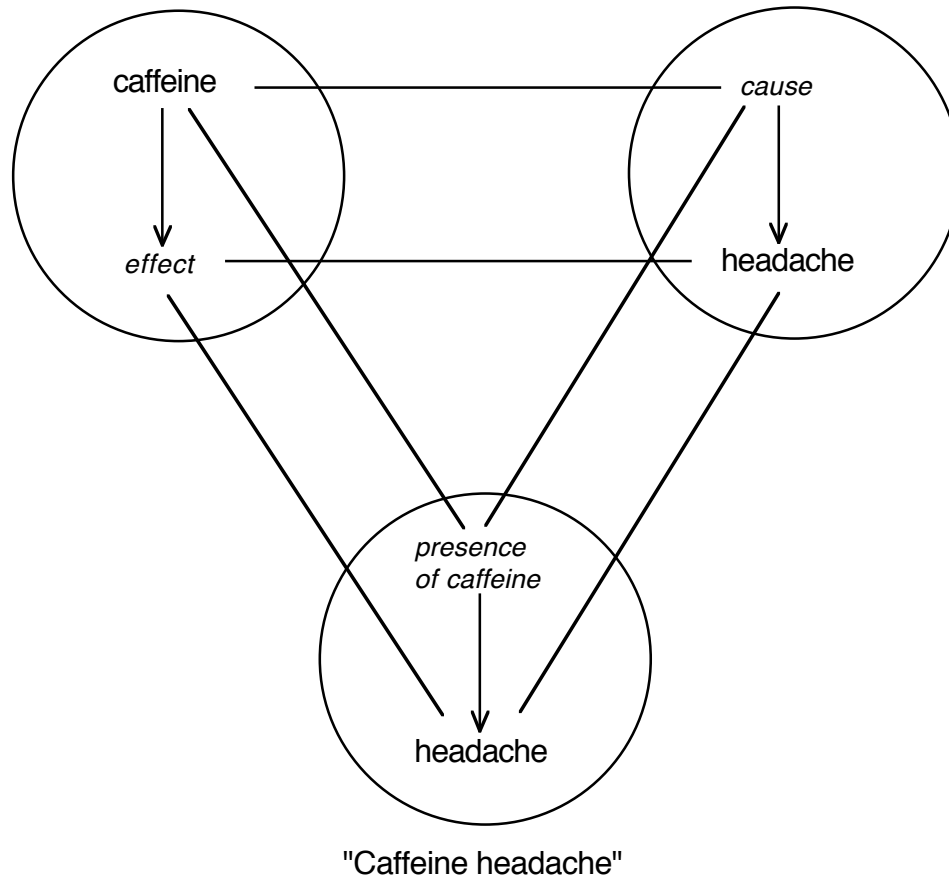 caffeine
cause
effect
headache
presence
of caffeine
headache
"Caffeine headache"